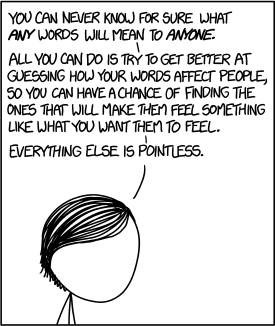 YOU CAN NEVER KNOW FOR SURE WHAT
ANY WORDS WILL MEAN TO ANYONE.
ALL YOU CAN DO IS TRY TO GET BETTER AT
GUESSING HOW YOUR WORDS AFFECT PEOPLE,
SO YOU CAN HAVE A CHANCE OF FINDING THE
ONES THAT WILL MAKE THEM FEEL SOMETHING
LIKE WHAT YOU WANT THEM TO FEEL.
EVERYTHING ELSE IS POINTLESS.